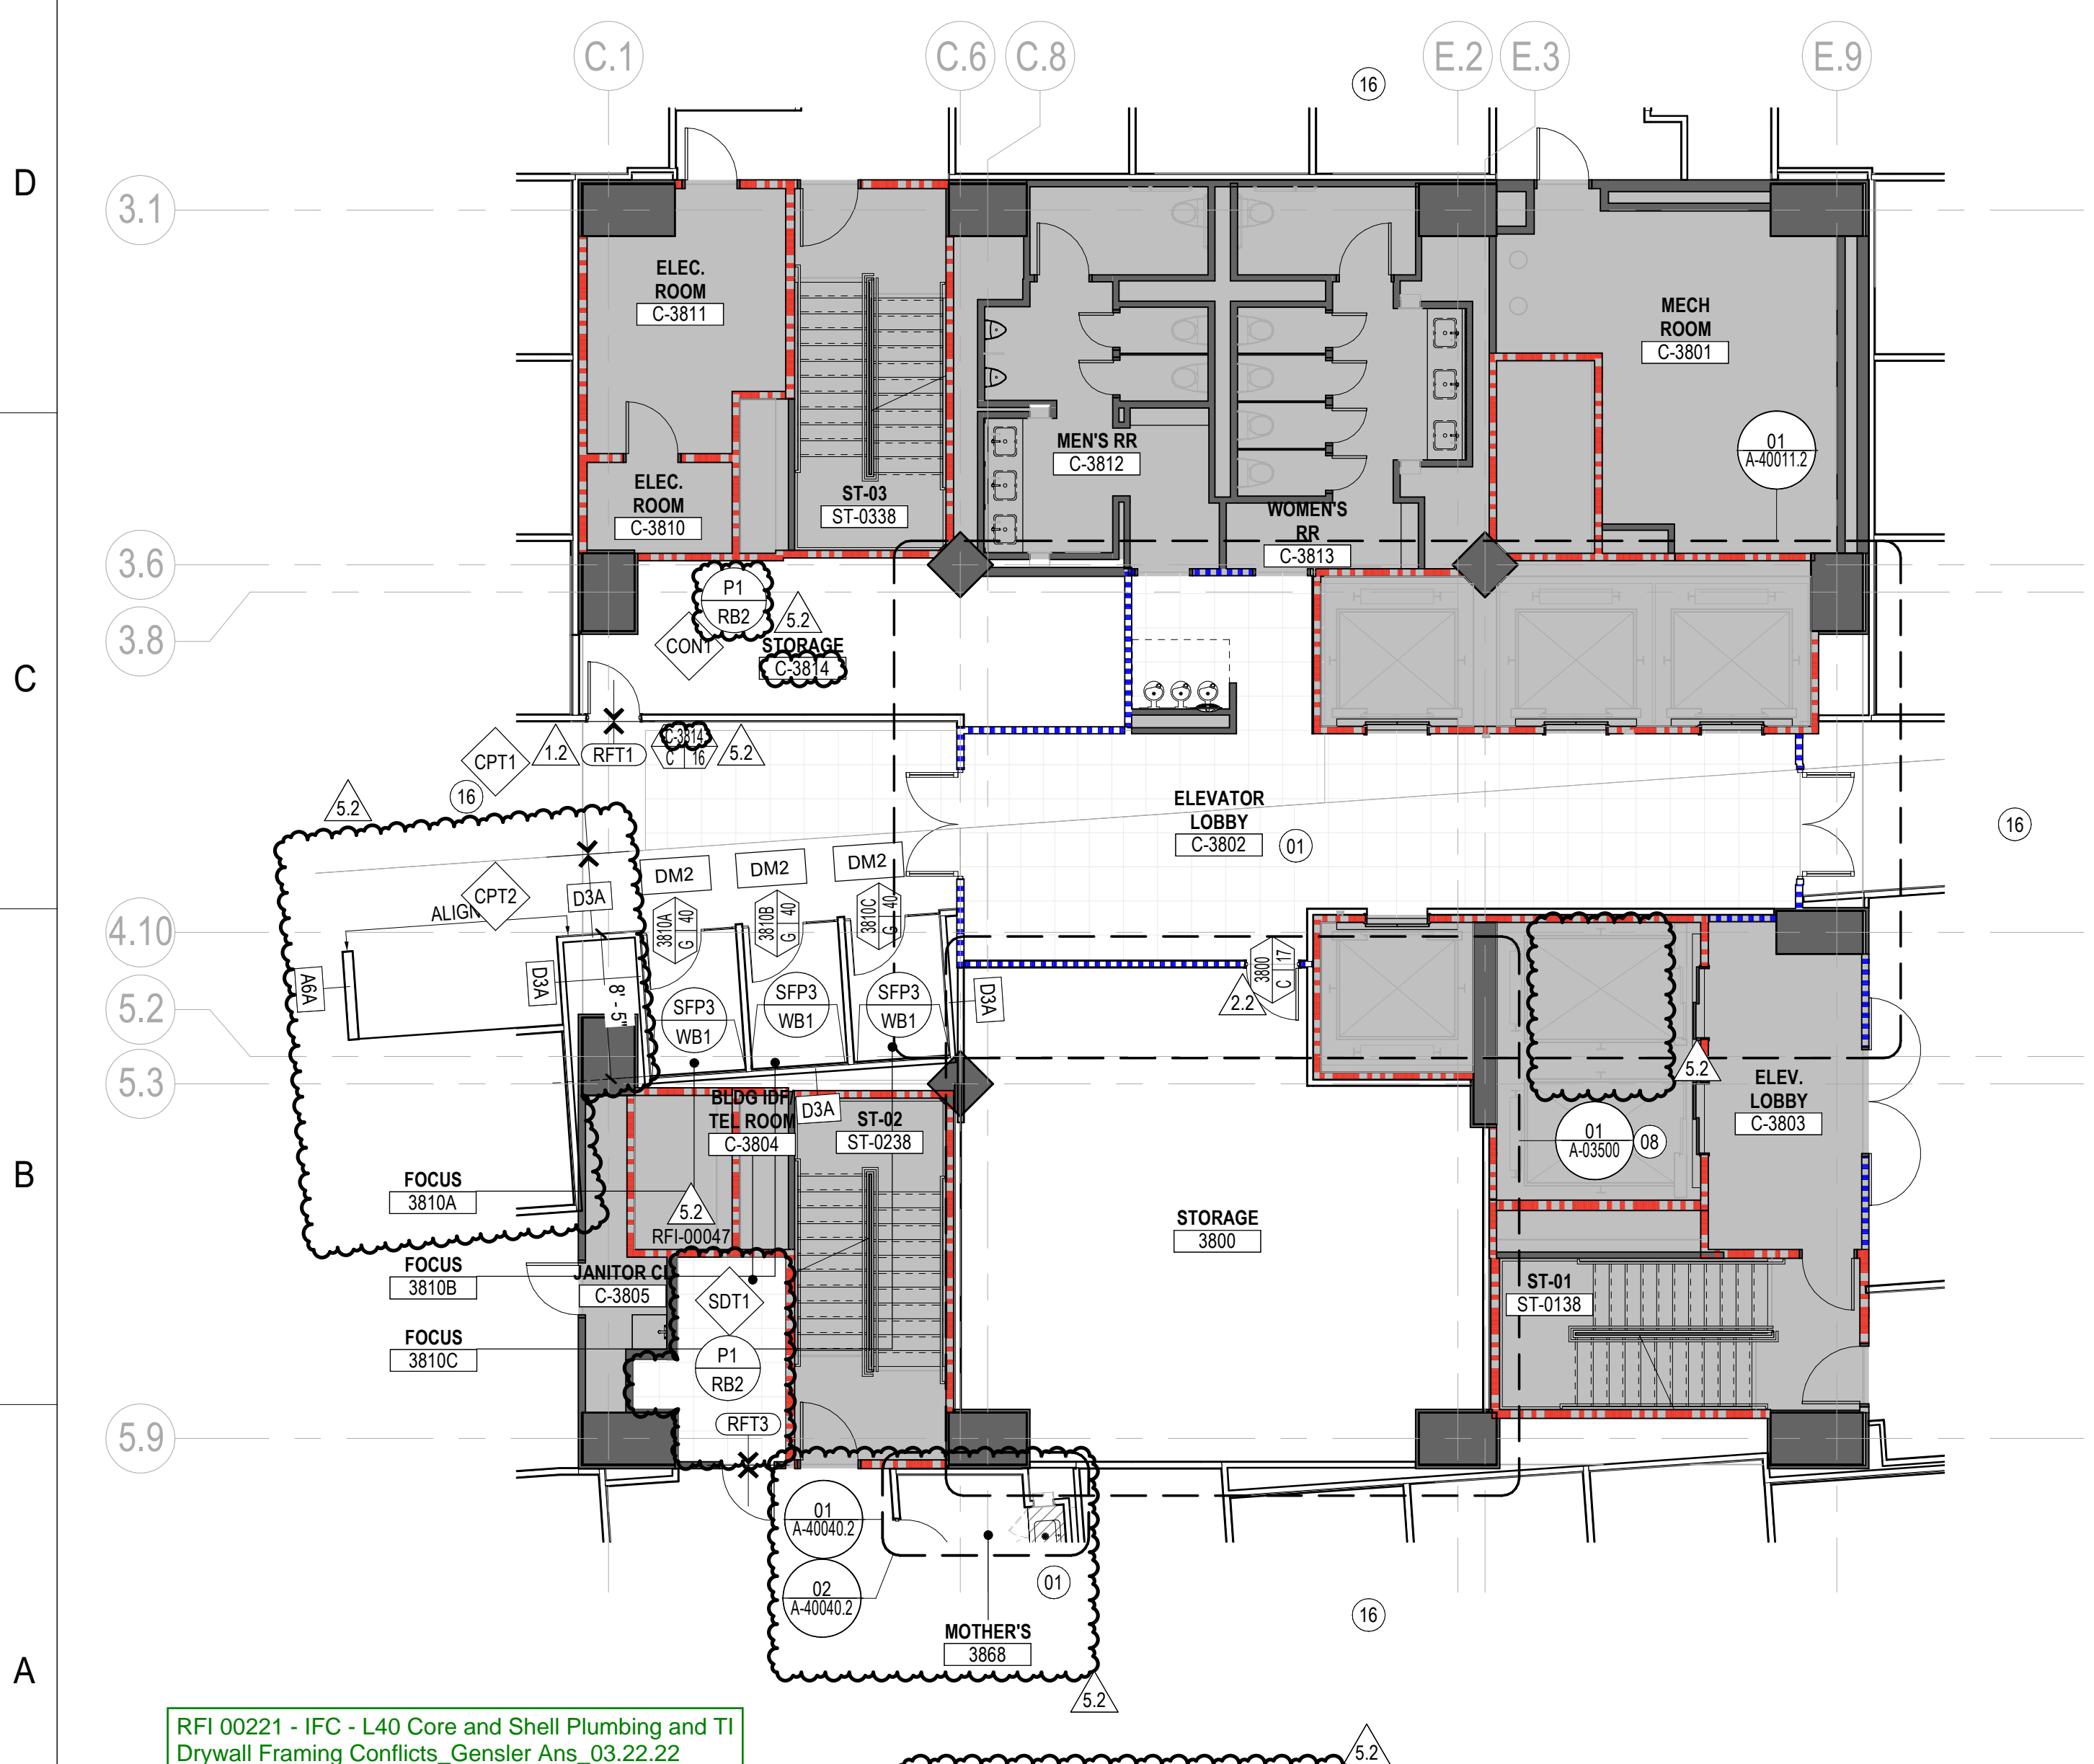 C.1
C.6
C.8
E.2
E.3
E.9
16
D
3.1
ELEC.
ROOM
C-3811
MECH
ROOM
C-3801
01
A-40011.2
MEN'S RR
C-3812
ELEC.
ROOM
C-3810
ST-03
ST-0338
WOMEN'S
RR
C-3813
3.6
P1
RB2
5.2
3.8
CON1
STORAGE
C-3814
C
CPT1
1.2
RFT1
C-3814
C 16
5.2
5.2
16
ELEVATOR
LOBBY
C-3802
01
16
DM2
DM2
DM2
CPT2
D3A
ALIGN
3810A
G 40
3810B
G 40
3810C
G 40
4.10
A6A
D3A
8' - 5"
SFP3
WB1
SFP3
WB1
SFP3
WB1
D3A
3800
C 17
2.2
5.2
5.3
5.2
ELEV.
LOBBY
C-3803
BLDG IDF/
TEL ROOM
C-3804
D3A
ST-02
ST-0238
01
A-03500
08
B
FOCUS
3810A
5.2
RFI-00047
STORAGE
3800
FOCUS
3810B
JANITOR CL
C-3805
SDT1
ST-01
ST-0138
FOCUS
3810C
P1
RB2
RFT3
5.9
01
A-40040.2
01
02
A-40040.2
16
MOTHER'S
3868
A
5.2
RFI 00221 - IFC - L40 Core and Shell Plumbing and TI
Drywall Framing Conflicts_Gensler Ans_03.22.22
5.2